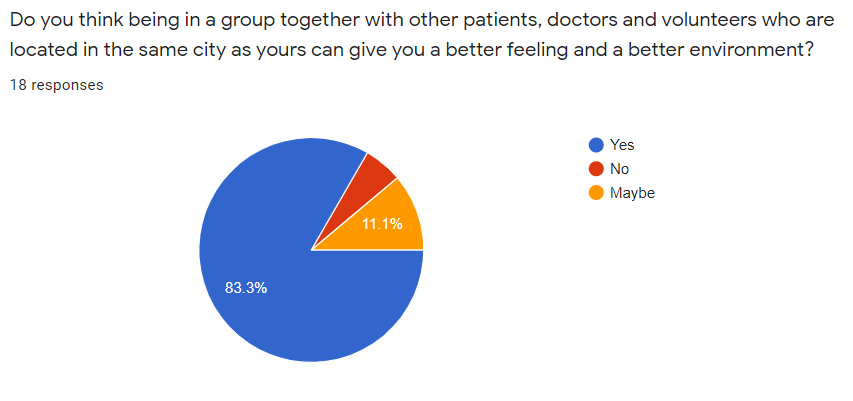 Do you think being in a group together with other patients, doctors and volunteers who are
located in the same city as yours can give you a better feeling and a better environment?
18 responses
Yes
No
Maybe
11.1%
83.3%